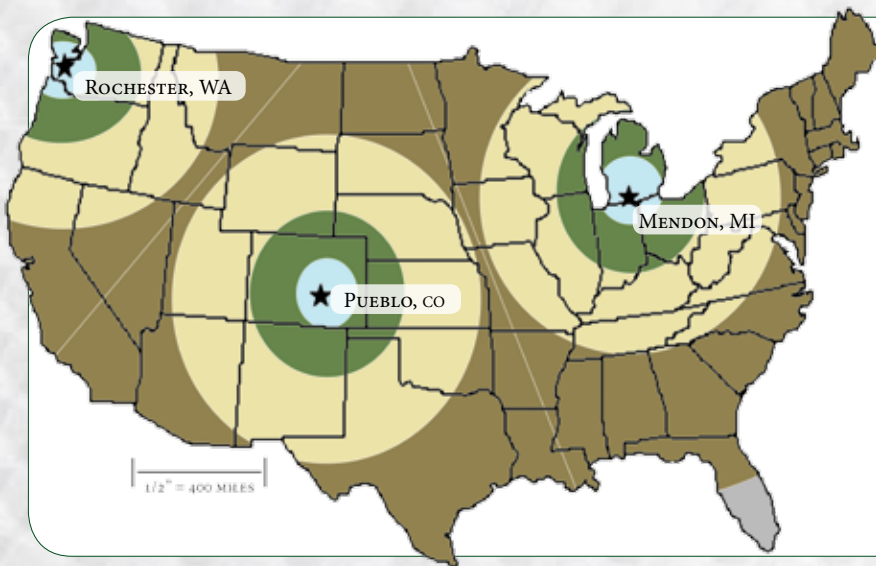 Rochester, WA
Mendon, MI
Pueblo, CO
1/2" = 400 MILES